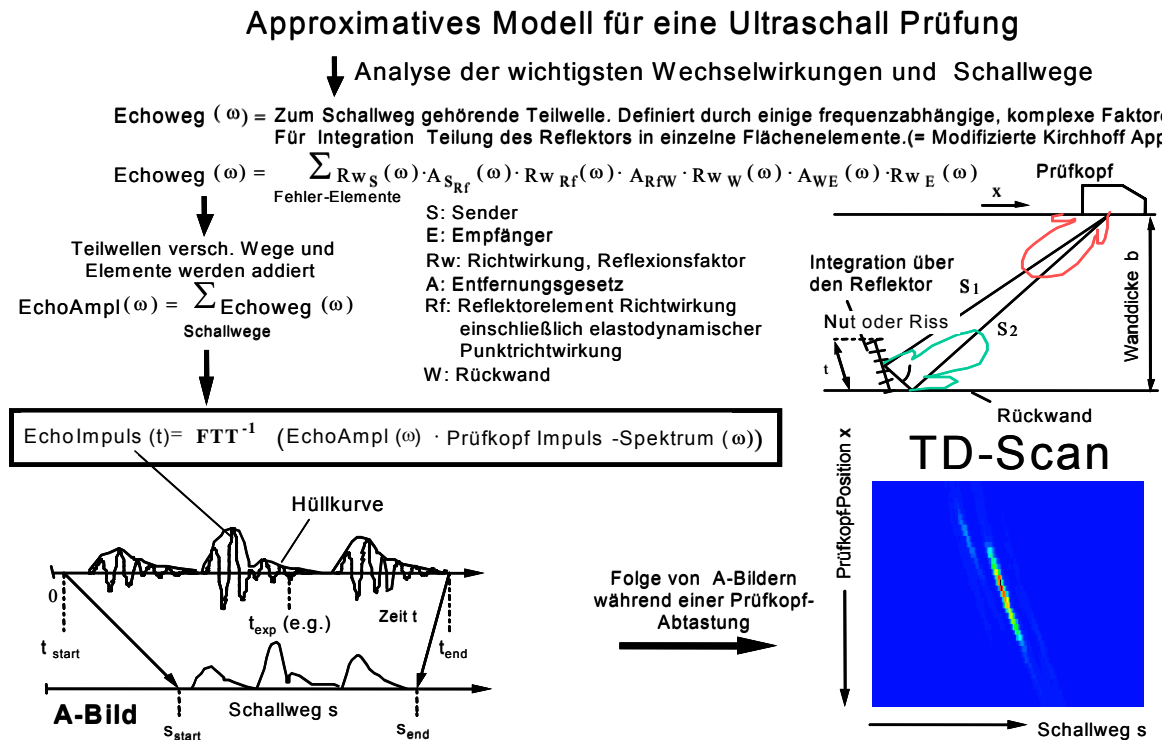 Approximatives Modell für eine Ultraschall Prüfung
Analyse der wichtigsten Wechselwirkungen und Schallwege
Echoweg (ω) = Zum Schallweg gehörende Teilwelle. Definiert durch einige frequenzabhängige, komplexe Faktore
Für Integration Teilung des Reflektors in einzelne Flächenelemente.(= Modifizierte Kirchhoff App
Echoweg (ω) = ∑ Rw S (ω)·A S Rf (ω)· Rw Rf(ω)· A RfW · Rw W (ω) · A WE (ω) ·Rw E (ω)
Fehler-Elemente
S: Sender
E: Empfänger
Rw: Richtwirkung, Reflexionsfaktor
A: Entfernungsgesetz
Rf: Reflektorelement Richtwirkung
einschließlich elastodynamischer
Punktrichtwirkung
W: Rückwand
Teilwellen versch. Wege und
Elemente werden addiert
EchoAmpl(ω) = ∑ Echoweg (ω)
Schallwege
Prüfkopf
x
Integration über
den Reflektor
S1
Nut oder Riss
S2
t
Wanddicke b
Rückwand
EchoImpuls (t)= FTT -1 (EchoAmpl (ω) · Prüfkopf Impuls -Spektrum (ω))
TD-Scan
Prüfkopf-Position x
Schallweg s
Hüllkurve
0
Zeit t
t start
t exp (e.g.)
t end
A-Bild
Schallweg s
s start
s end
Folge von A-Bildern
während einer Prüfkopf-
Abtastung